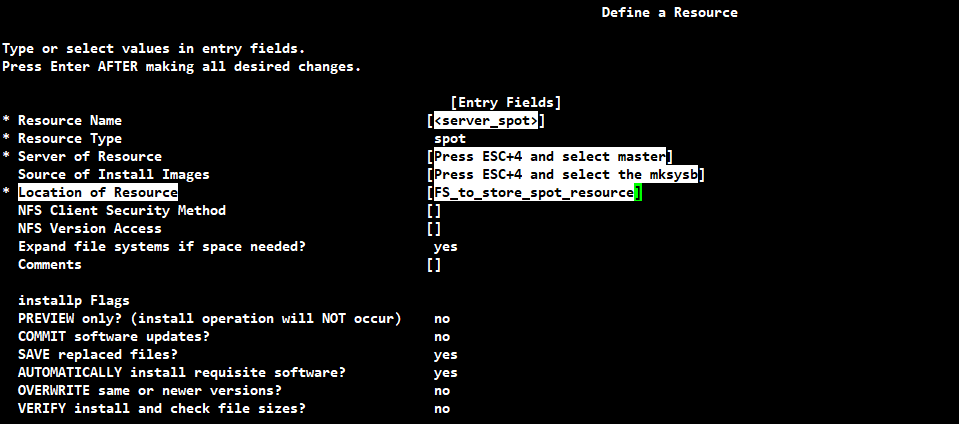 Define a Resource
Type or select values in entry fields.
Press Enter AFTER making all desired changes.
[Entry Fields]
* Resource Name [<server_spot>]
* Resource Type spot
* Server of Resource [Press ESC+4 and select master]
Source of Install Images [Press ESC+4 and select the mksysb]
* Location of Resource [FS_to_store_spot_resource]
NFS Client Security Method []
NFS Version Access []
Expand file systems if space needed? yes
Comments []
installp Flags
PREVIEW only? (install operation will NOT occur) no
COMMIT software updates? no
SAVE replaced files? yes
AUTOMATICALLY install requisite software? yes
OVERWRITE same or newer versions? no
VERIFY install and check file sizes? no